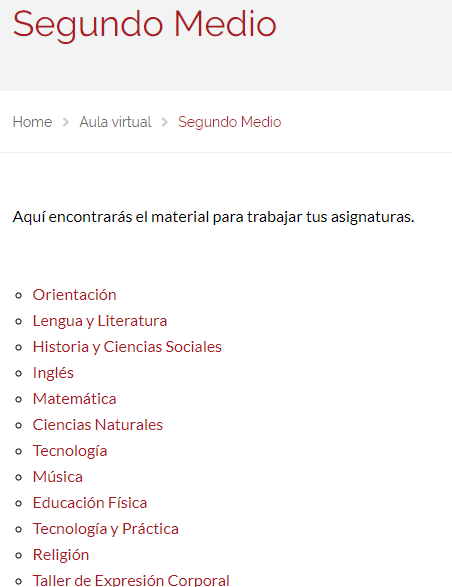 Segundo Medio
Home > Aula virtual > Segundo Medio
Aquí encontrarás el material para trabajar tus asignaturas.
Orientación
Lengua y Literatura
Historia y Ciencias Sociales
Inglés
Matemática
Ciencias Naturales
Tecnología
Música
Educación Física
Tecnología y Práctica
Religión
Taller de Expresión Corporal